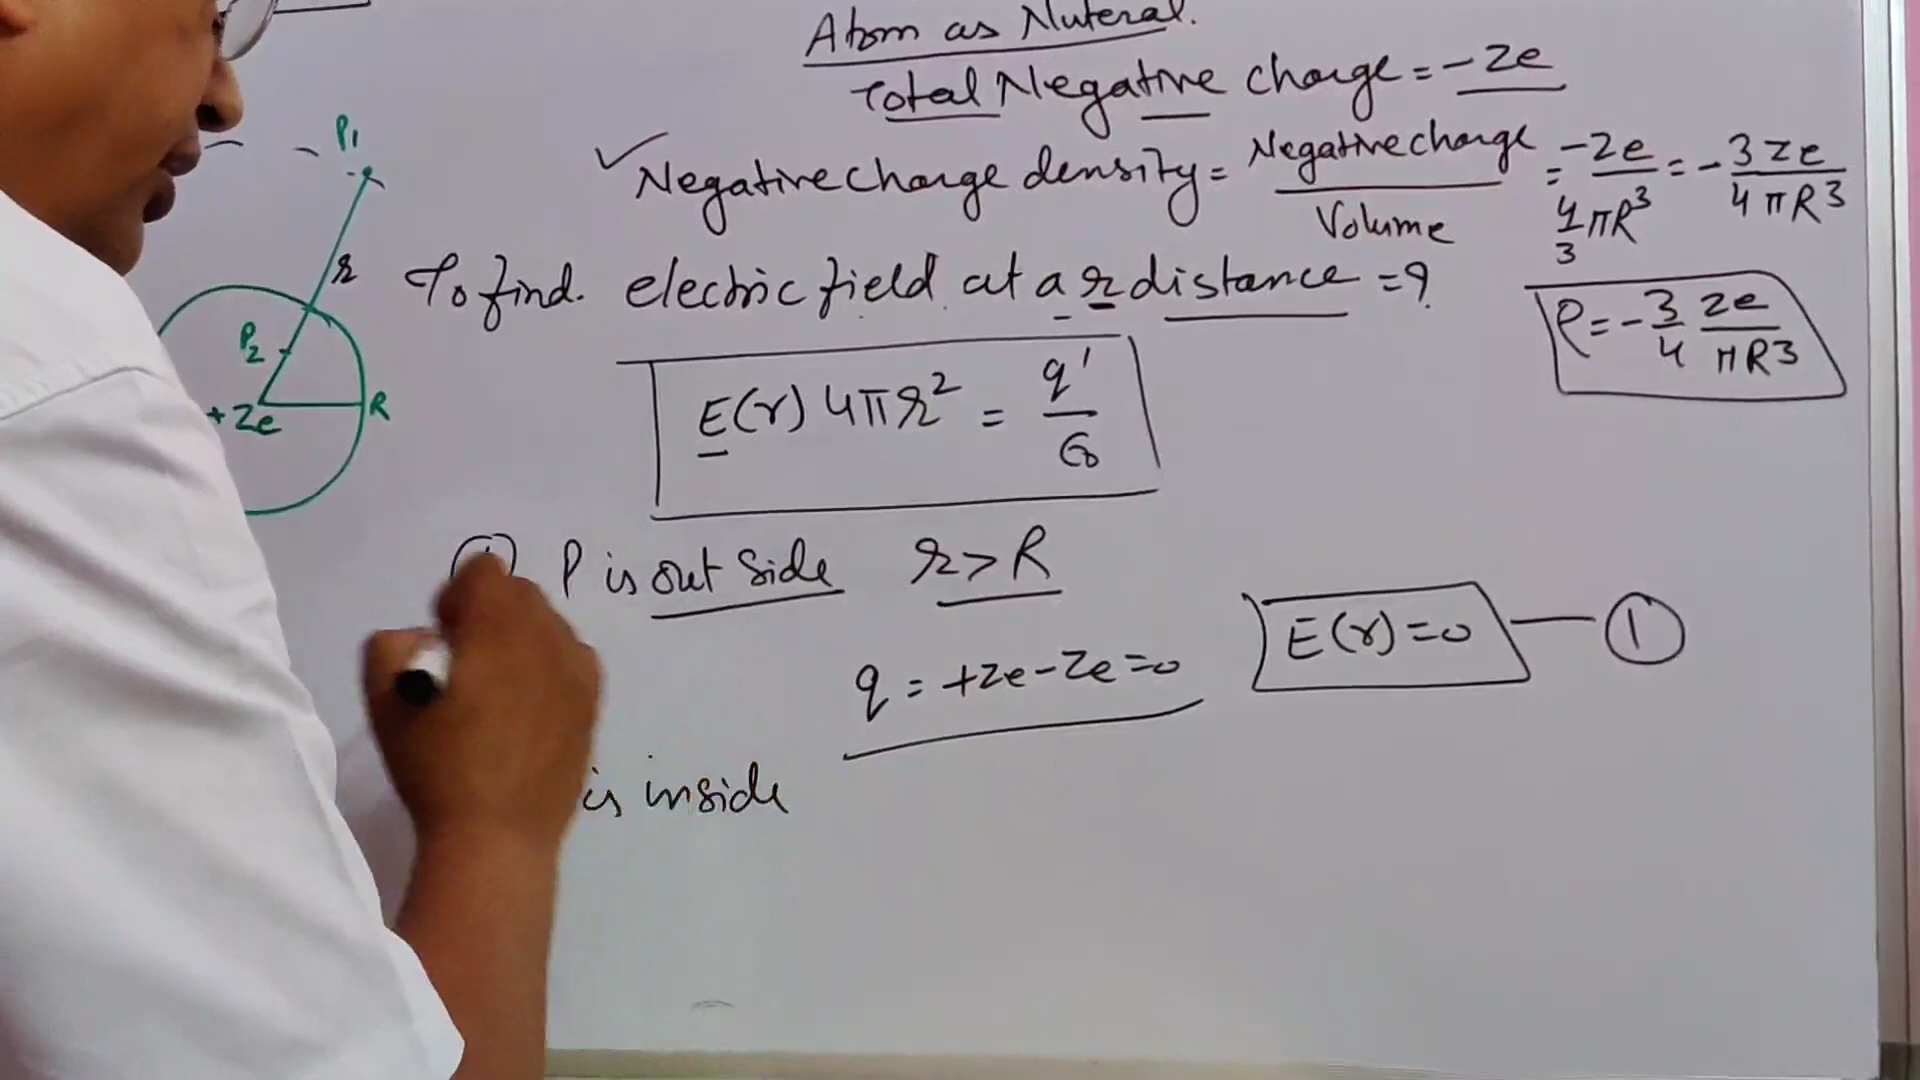 Atom as Nuteral.
Total Negative charge = -Ze
✓ Negative charge density = Negative charge / Volume = -Ze / 4/3 πR³ = -3Ze / 4πR³
To find. electric field at a r distance = ?
ρ = -3/4 Ze/πR³
E(r) 4πr² = q'/ε₀
P is out side r > R
E(r) = 0 — ①
q = +Ze - Ze = 0
is inside
P₁
r
P₂
+Ze
R